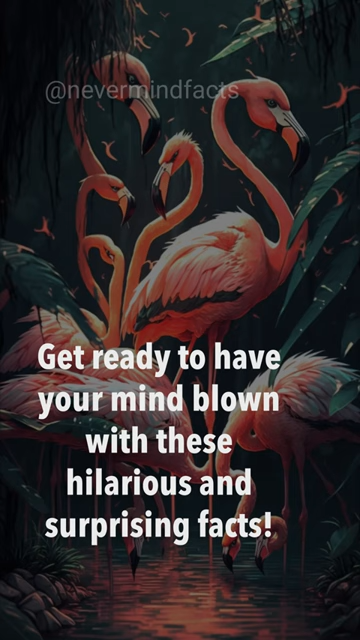 @nevermindfacts
Get ready to have
your mind blown
with these
hilarious and
surprising facts!